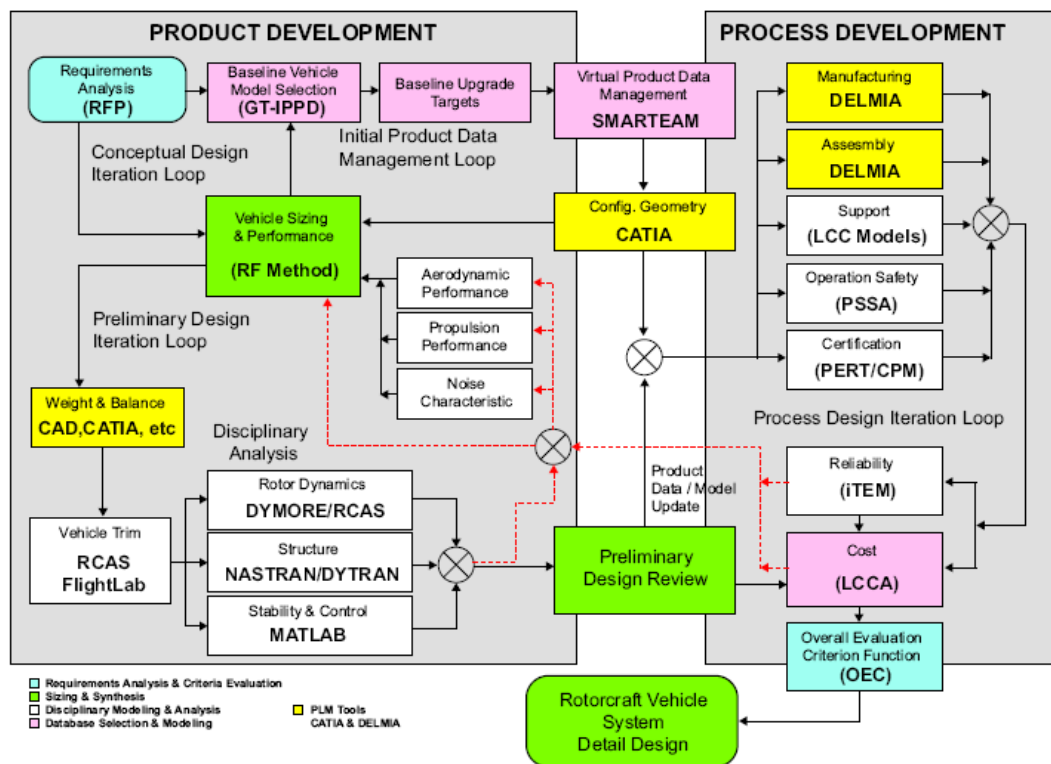 PRODUCT DEVELOPMENT
PROCESS DEVELOPMENT
Requirements
Analysis
(RFP)
Baseline Vehicle
Model Selection
(GT-IPPD)
Baseline Upgrade
Targets
Virtual Product Data
Management
SMARTEAM
Manufacturing
DELMIA
Conceptual Design
Iteration Loop
Initial Product Data
Management Loop
Assesmbly
DELMIA
Vehicle Sizing
& Performance
(RF Method)
Config. Geometry
CATIA
Support
(LCC Models)
Aerodynamic
Performance
Operation Safety
(PSSA)
Preliminary Design
Iteration Loop
Propulsion
Performance
Certification
(PERT/CPM)
Noise
Characteristic
Weight & Balance
CAD,CATIA, etc
Process Design Iteration Loop
Disciplinary
Analysis
Reliability
(iTEM)
Product
Data / Model
Update
Rotor Dynamics
DYMORE/RCAS
Vehicle Trim
RCAS
FlightLab
Structure
NASTRAN/DYTRAN
Preliminary
Design Review
Cost
(LCCA)
Stability & Control
MATLAB
Overall Evaluation
Criterion Function
(OEC)
Requirements Analysis & Criteria Evaluation
Sizing & Synthesis
Disciplinary Modeling & Analysis
Database Selection & Modeling
PLM Tools
CATIA & DELMIA
Rotorcraft Vehicle
System
Detail Design